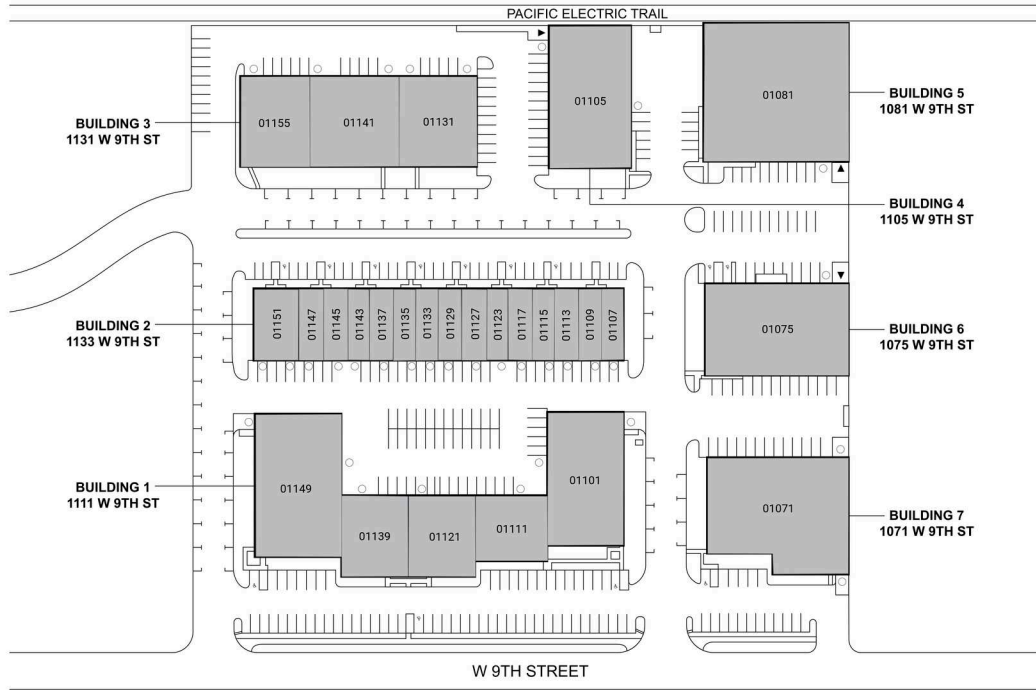 PACIFIC ELECTRIC TRAIL
BUILDING 3
1131 W 9TH ST
01155
01141
01131
01105
01081
BUILDING 5
1081 W 9TH ST
BUILDING 4
1105 W 9TH ST
BUILDING 2
1133 W 9TH ST
01151
01147
01145
01143
01137
01135
01133
01129
01127
01123
01117
01115
01113
01109
01107
01075
BUILDING 6
1075 W 9TH ST
BUILDING 1
1111 W 9TH ST
01149
01139
01121
01111
01101
01071
BUILDING 7
1071 W 9TH ST
W 9TH STREET